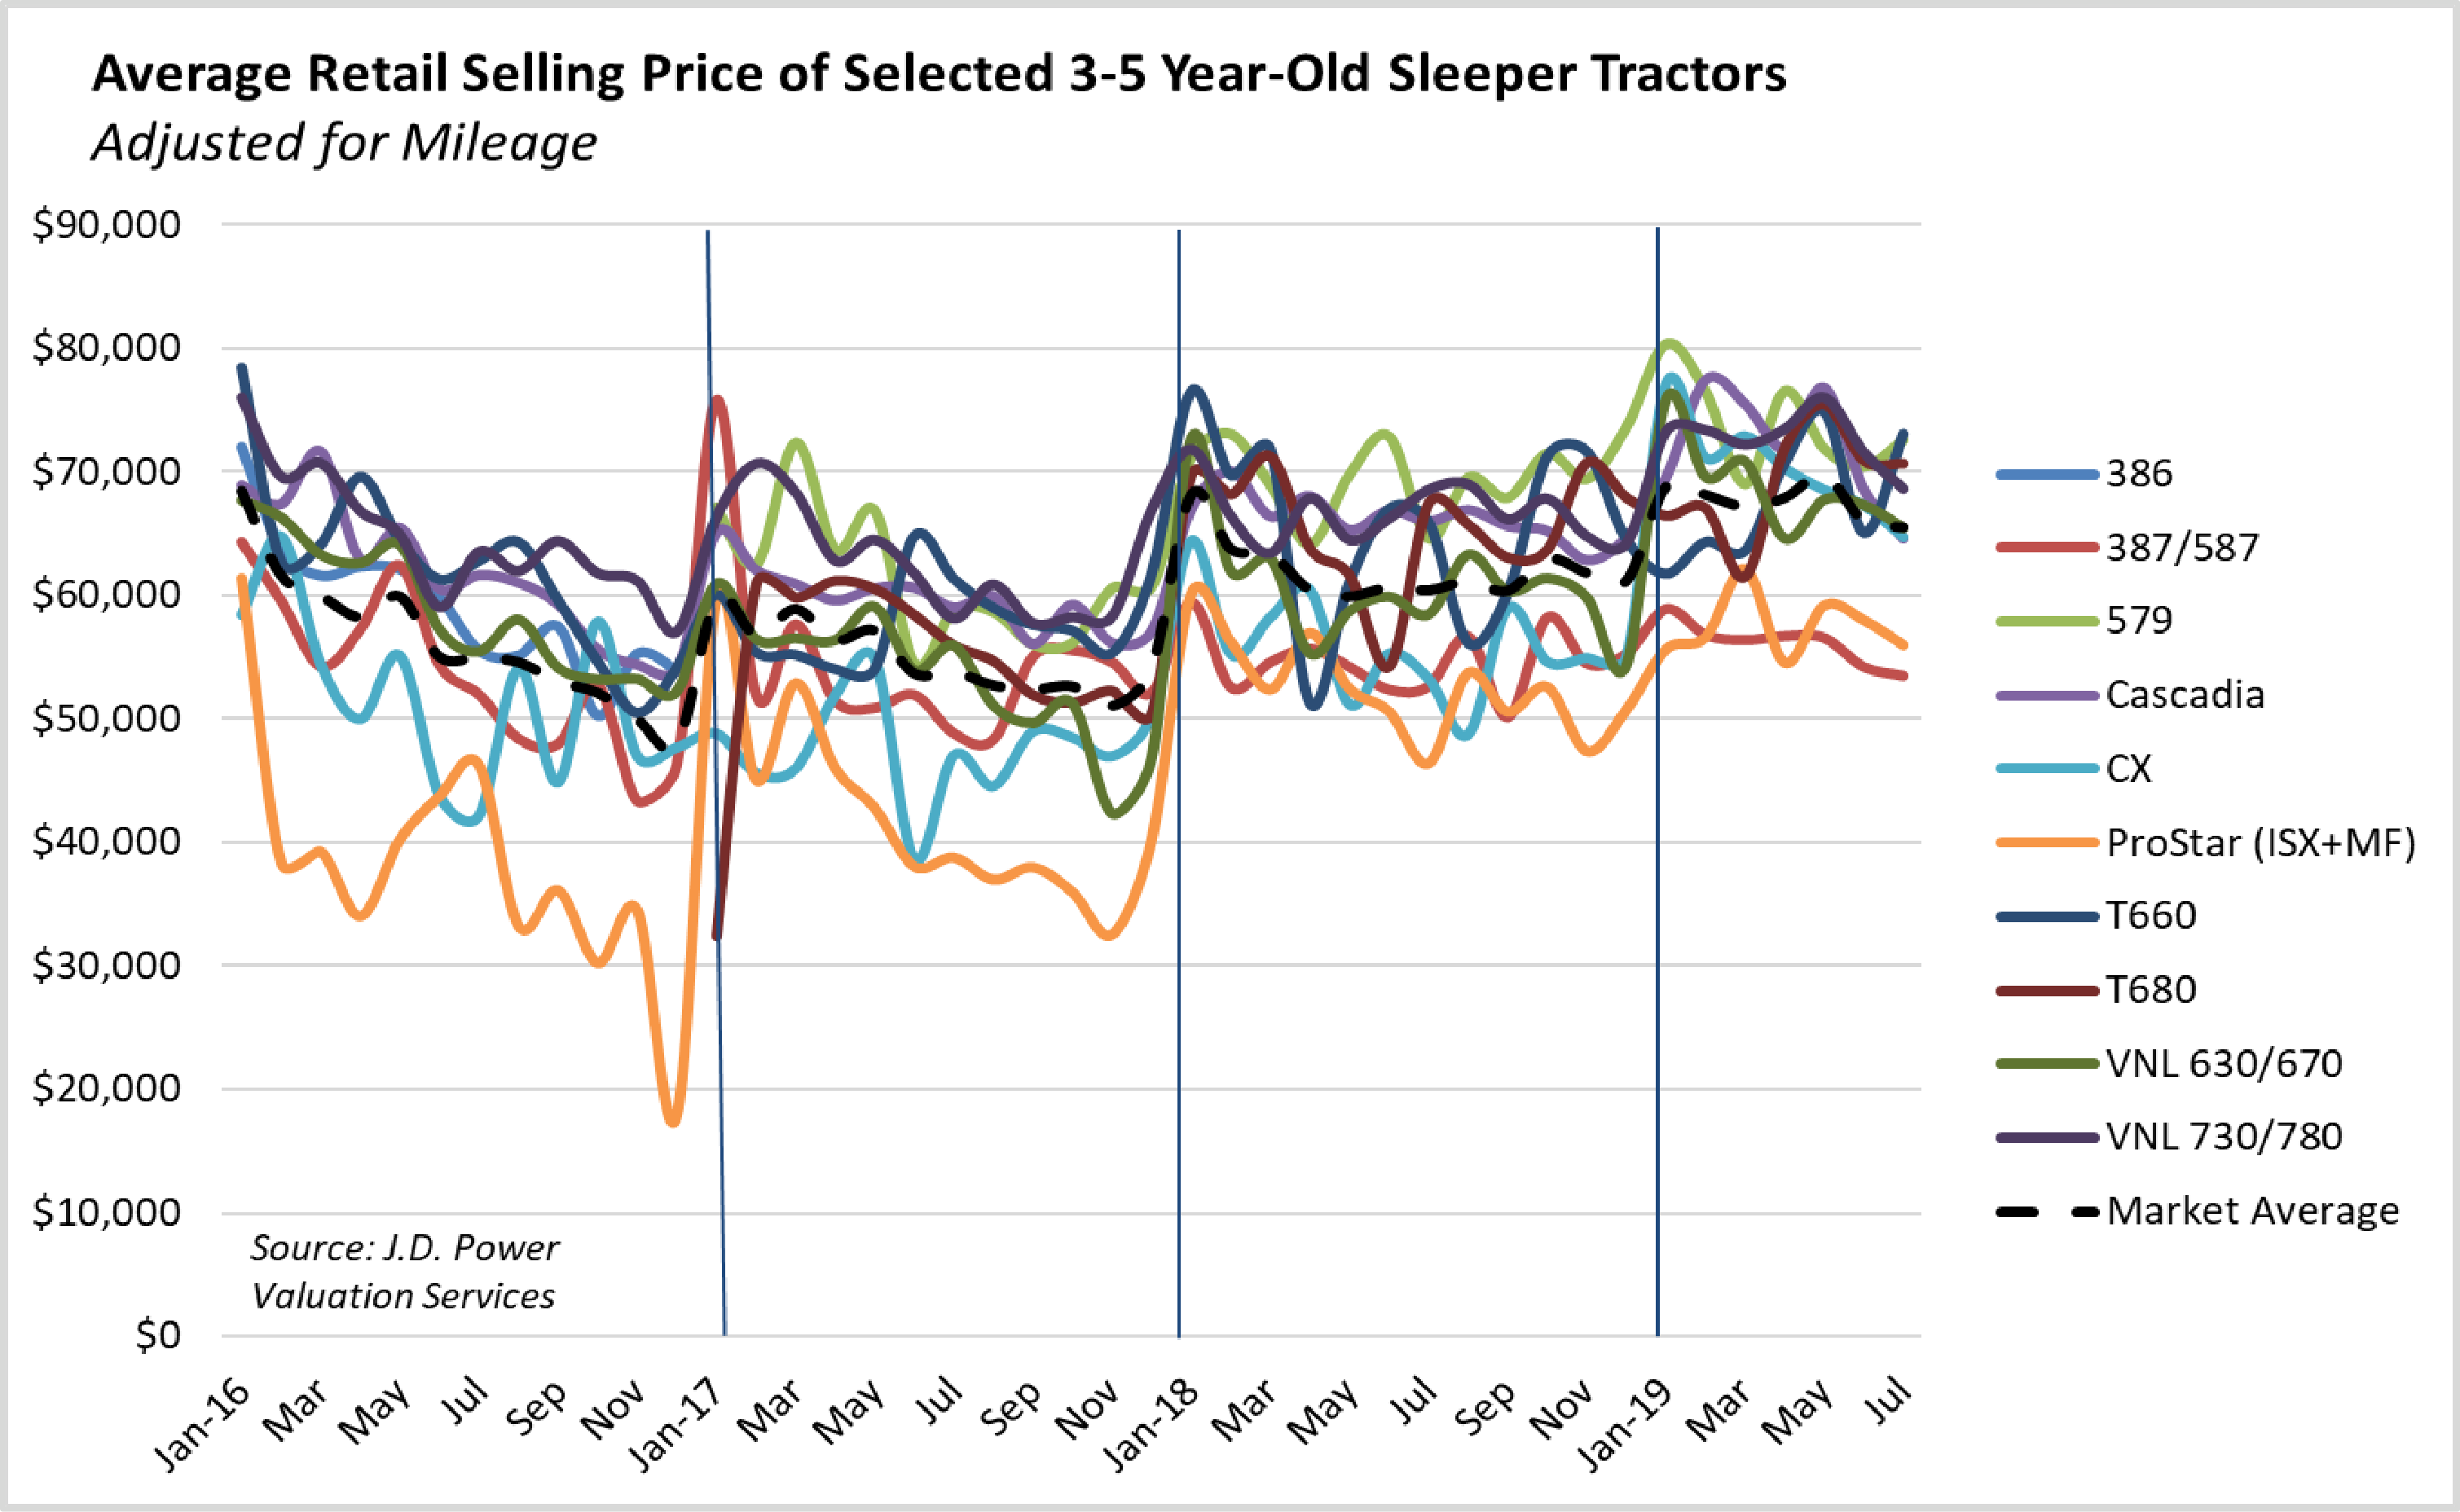 Average Retail Selling Price of Selected 3-5 Year-Old Sleeper Tractors
Adjusted for Mileage
$90,000
$80,000
$70,000
$60,000
$50,000
$40,000
$30,000
$20,000
$10,000
$0
386
387/587
579
Cascadia
CX
ProStar (ISX+MF)
T660
T680
VNL 630/670
VNL 730/780
Market Average
Source: J.D. Power
Valuation Services
Jan-16
Mar
May
Jul
Sep
Nov
Jan-17
Mar
May
Jul
Sep
Nov
Jan-18
Mar
May
Jul
Sep
Nov
Jan-19
Mar
May
Jul